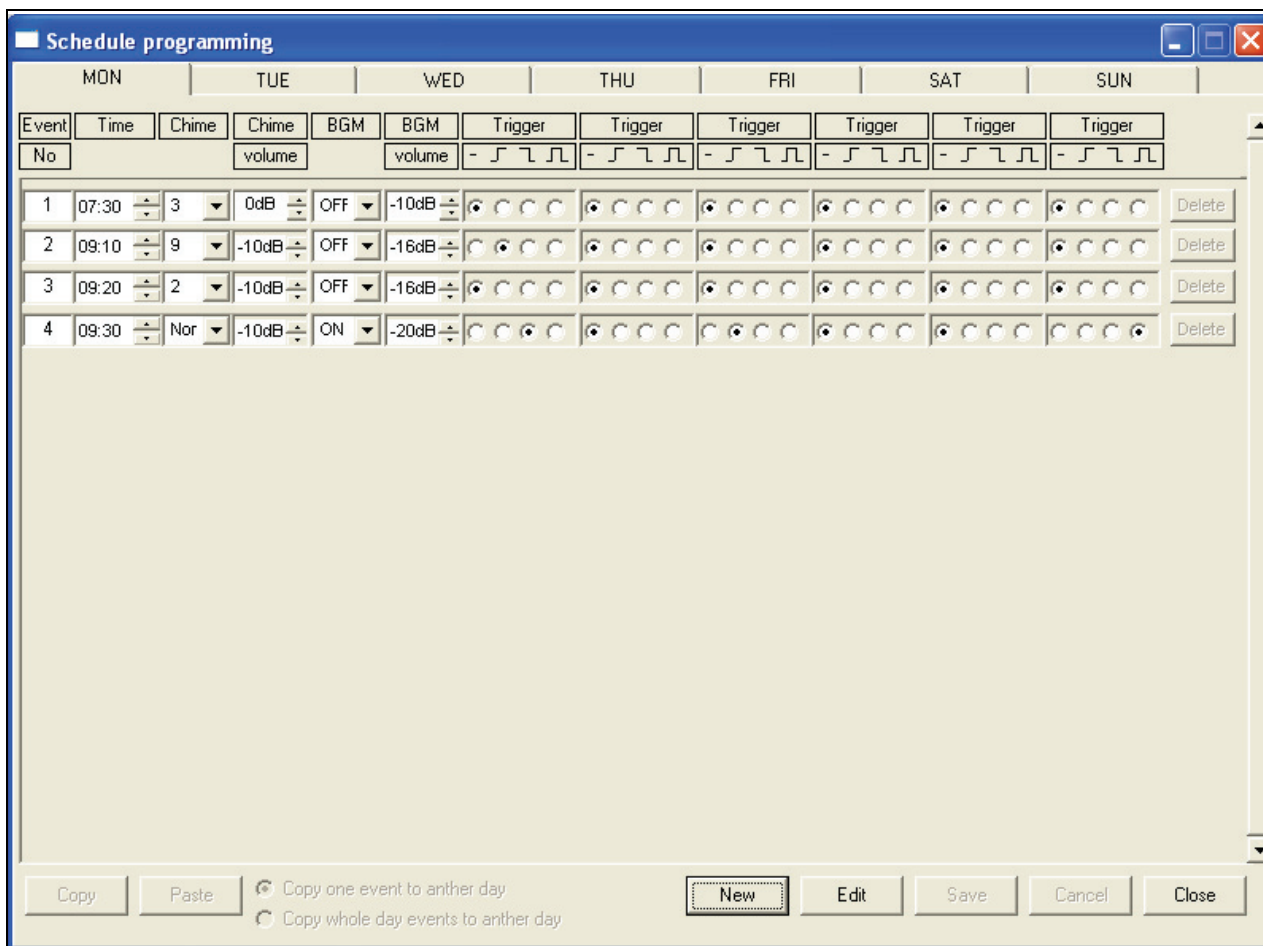 Schedule programming
MON TUE WED THU FRI SAT SUN
Event Time Chime Chime BGM BGM Trigger Trigger Trigger Trigger Trigger Trigger
No volume volume - - - - - -
1 07:30 3 0dB OFF -10dB Delete
2 09:10 9 -10dB OFF -16dB Delete
3 09:20 2 -10dB OFF -16dB Delete
4 09:30 Nor -10dB ON -20dB Delete
Copy Paste Copy one event to anther day New Edit Save Cancel Close
Copy whole day events to anther day